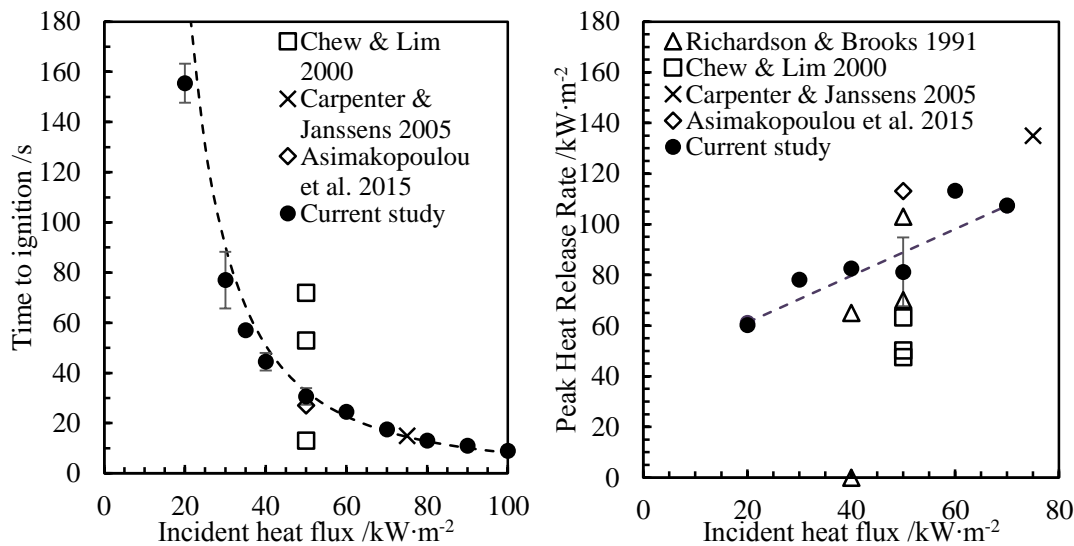 180
160
140
120
100
80
60
40
20
0
Time to ignition /s
Chew & Lim
2000
Carpenter &
Janssens 2005
Asimakopoulou
et al. 2015
Current study
0 20 40 60 80 100
Incident heat flux /kW·m-2
180
160
140
120
100
80
60
40
20
0
Peak Heat Release Rate /kW·m-2
Richardson & Brooks 1991
Chew & Lim 2000
Carpenter & Janssens 2005
Asimakopoulou et al. 2015
Current study
0 20 40 60 80
Incident heat flux /kW·m-2